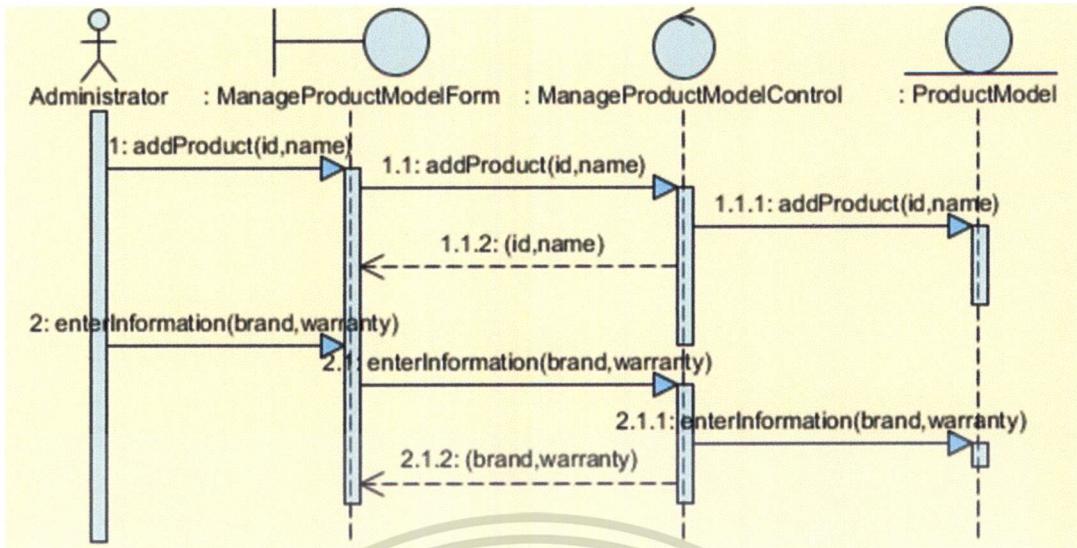 Administrator
: ManageProductModelForm
: ManageProductModelControl
: ProductModel
1: addProduct(id,name)
1.1: addProduct(id,name)
1.1.1: addProduct(id,name)
1.1.2: (id,name)
2: enterInformation(brand,warranty)
2.1: enterInformation(brand,warranty)
2.1.1: enterInformation(brand,warranty)
2.1.2: (brand,warranty)